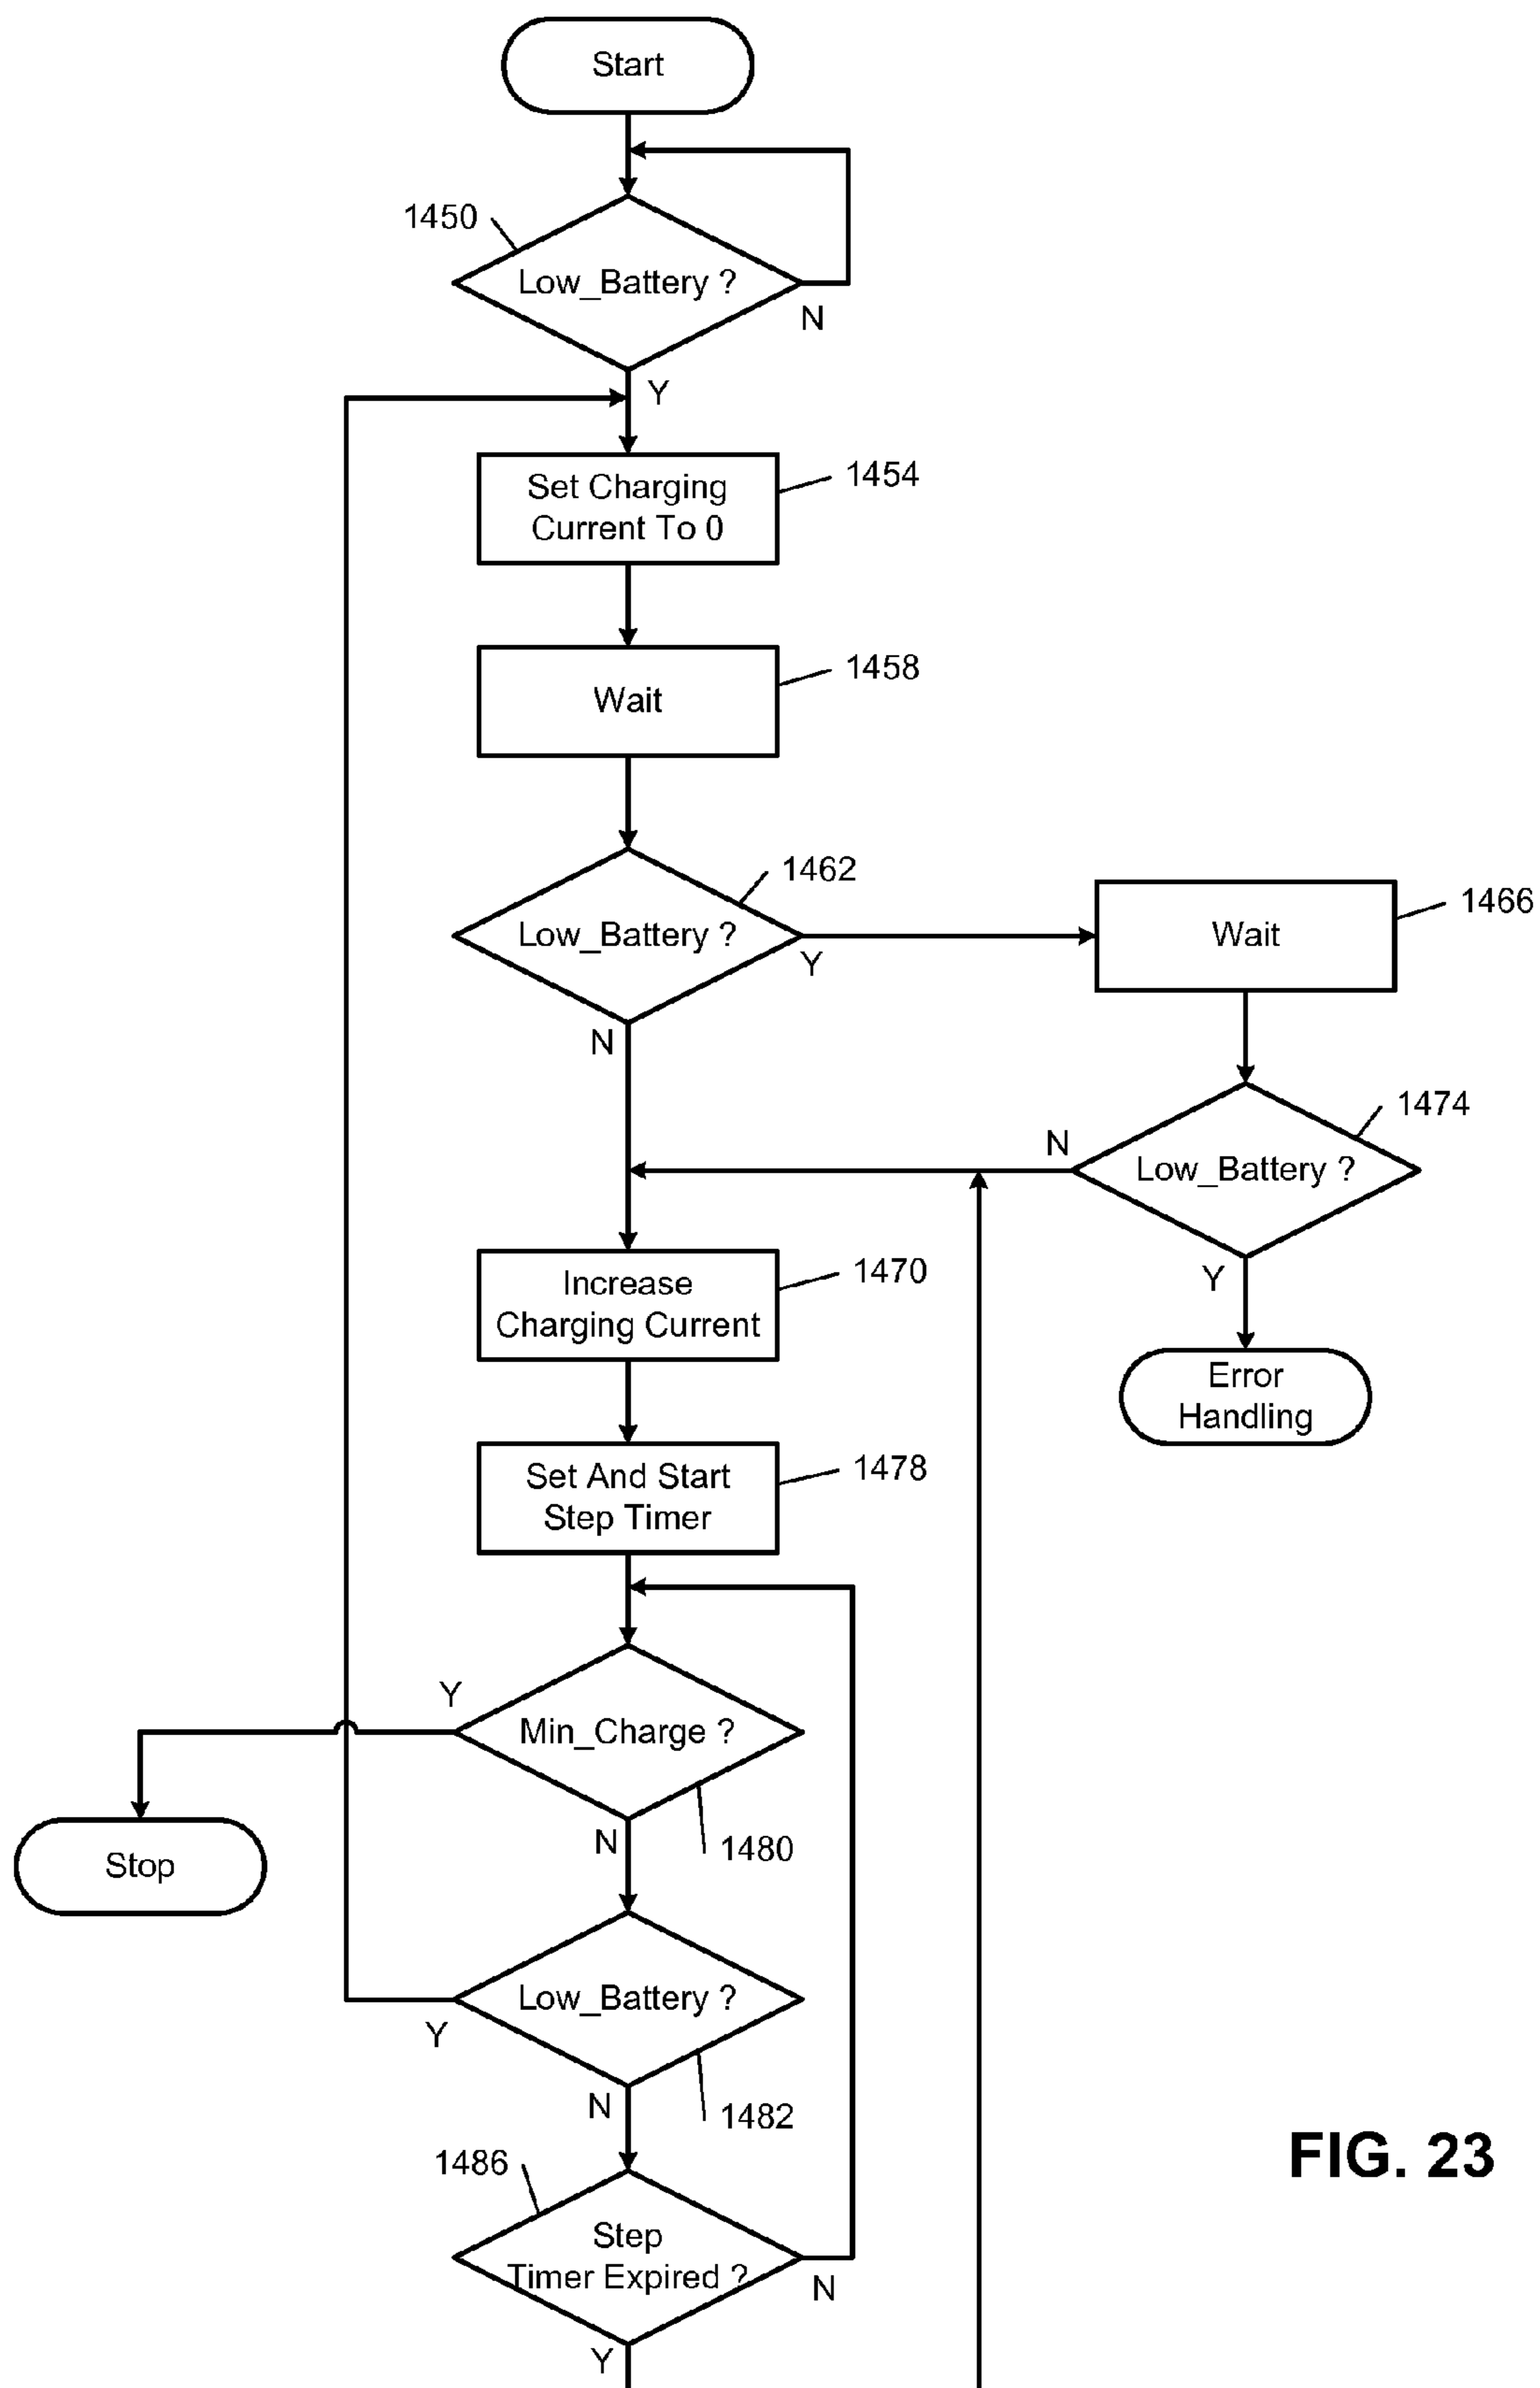 Start
1450
Low_Battery ?
N
Y
Set Charging
Current To 0
1454
Wait
1458
1462
Low_Battery ?
Y
N
Wait
1466
1474
N
Low_Battery ?
Y
Error
Handling
Increase
Charging Current
1470
Set And Start
Step Timer
1478
Y
Min_Charge ?
N
1480
Stop
Low_Battery ?
Y
N
1482
1486
Step
Timer Expired ?
N
Y
FIG. 23